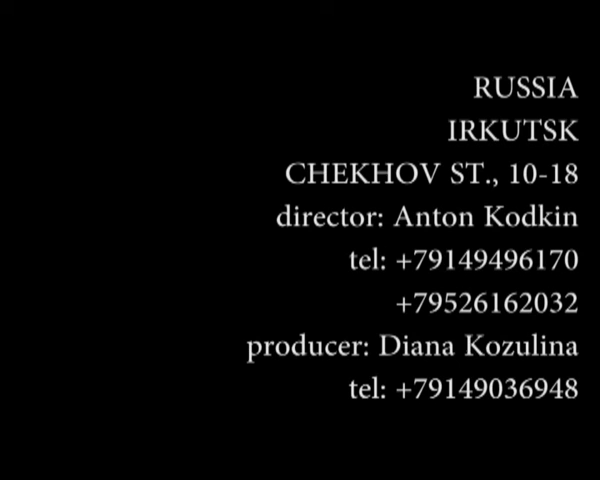 RUSSIA
IRKUTSK
CHEKHOV ST., 10-18
director: Anton Kodkin
tel: +79149496170
+79526162032
producer: Diana Kozulina
tel: +79149036948